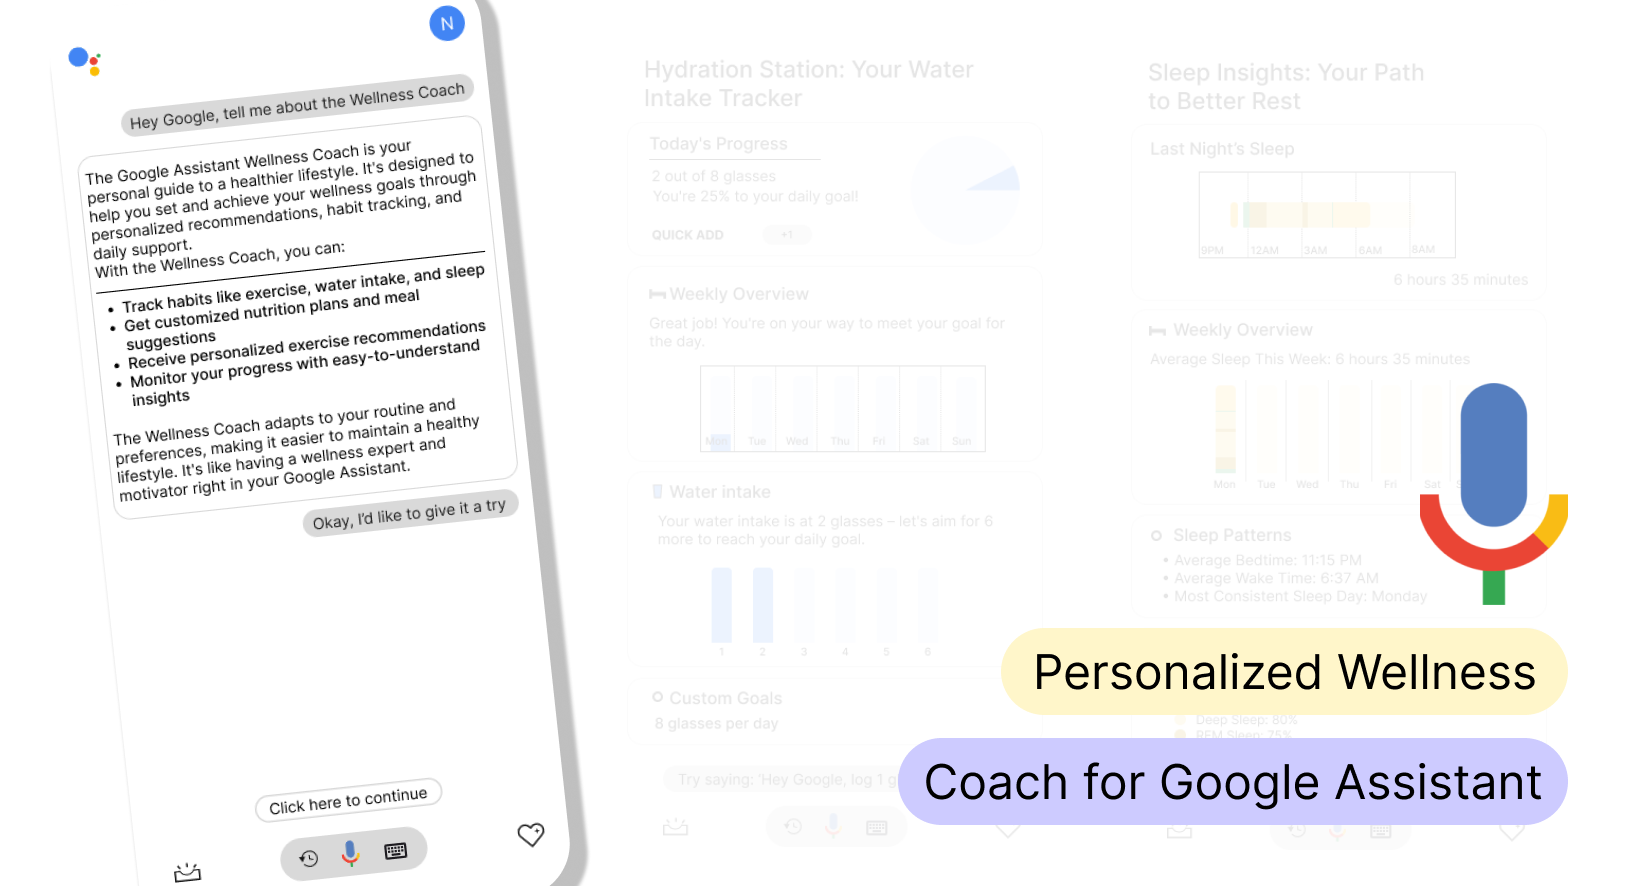 N
Hey Google, tell me about the Wellness Coach
The Google Assistant Wellness Coach is your
personal guide to a healthier lifestyle. It's designed to
help you set and achieve your wellness goals through
personalized recommendations, habit tracking, and
daily support.
With the Wellness Coach, you can:
• Track habits like exercise, water intake, and sleep
• Get customized nutrition plans and meal
suggestions
• Receive personalized exercise recommendations
• Monitor your progress with easy-to-understand
insights
The Wellness Coach adapts to your routine and
preferences, making it easier to maintain a healthy
lifestyle. It's like having a wellness expert and
motivator right in your Google Assistant.
Okay, I'd like to give it a try
Click here to continue
Hydration Station: Your Water
Intake Tracker
Today's Progress
2 out of 8 glasses
You're 25% to your daily goal!
QUICK ADD
+1
Weekly Overview
Great job! You're on your way to meet your goal for
the day.
Mon Tue Wed Thu Fri Sat Sun
Water intake
Your water intake is at 2 glasses – let's aim for 6
more to reach your daily goal.
1 2 3 4 5 6
Custom Goals
8 glasses per day
Try saying: 'Hey Google, log 1 g
Sleep Insights: Your Path
to Better Rest
Last Night's Sleep
9PM 12AM 3AM 6AM 8AM
6 hours 35 minutes
Weekly Overview
Average Sleep This Week: 6 hours 35 minutes
Mon Tue Wed Thu Fri Sat S
Sleep Patterns
• Average Bedtime: 11:15 PM
• Average Wake Time: 6:37 AM
• Most Consistent Sleep Day: Monday
Personalized Wellness
Deep Sleep: 80%
REM Sleep: 75%
Coach for Google Assistant